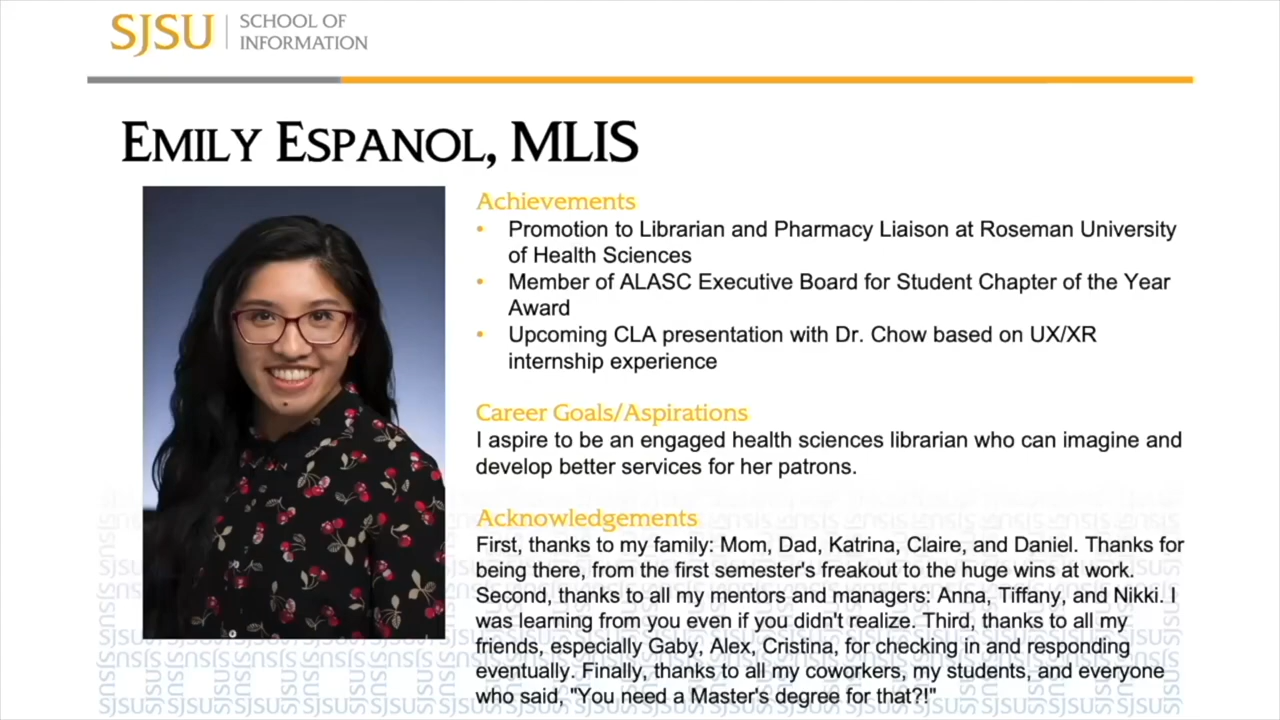 SJSU
SCHOOL OF
INFORMATION
EMILY ESPANOL, MLIS
Achievements
• Promotion to Librarian and Pharmacy Liaison at Roseman University
of Health Sciences
• Member of ALASC Executive Board for Student Chapter of the Year
Award
• Upcoming CLA presentation with Dr. Chow based on UX/XR
internship experience
Career Goals/Aspirations
I aspire to be an engaged health sciences librarian who can imagine and
develop better services for her patrons.
Acknowledgements
First, thanks to my family: Mom, Dad, Katrina, Claire, and Daniel. Thanks for
being there, from the first semester's freakout to the huge wins at work.
Second, thanks to all my mentors and managers: Anna, Tiffany, and Nikki. I
was learning from you even if you didn't realize. Third, thanks to all my
friends, especially Gaby, Alex, Cristina, for checking in and responding
eventually. Finally, thanks to all my coworkers, my students, and everyone
who said, "You need a Master's degree for that?!"